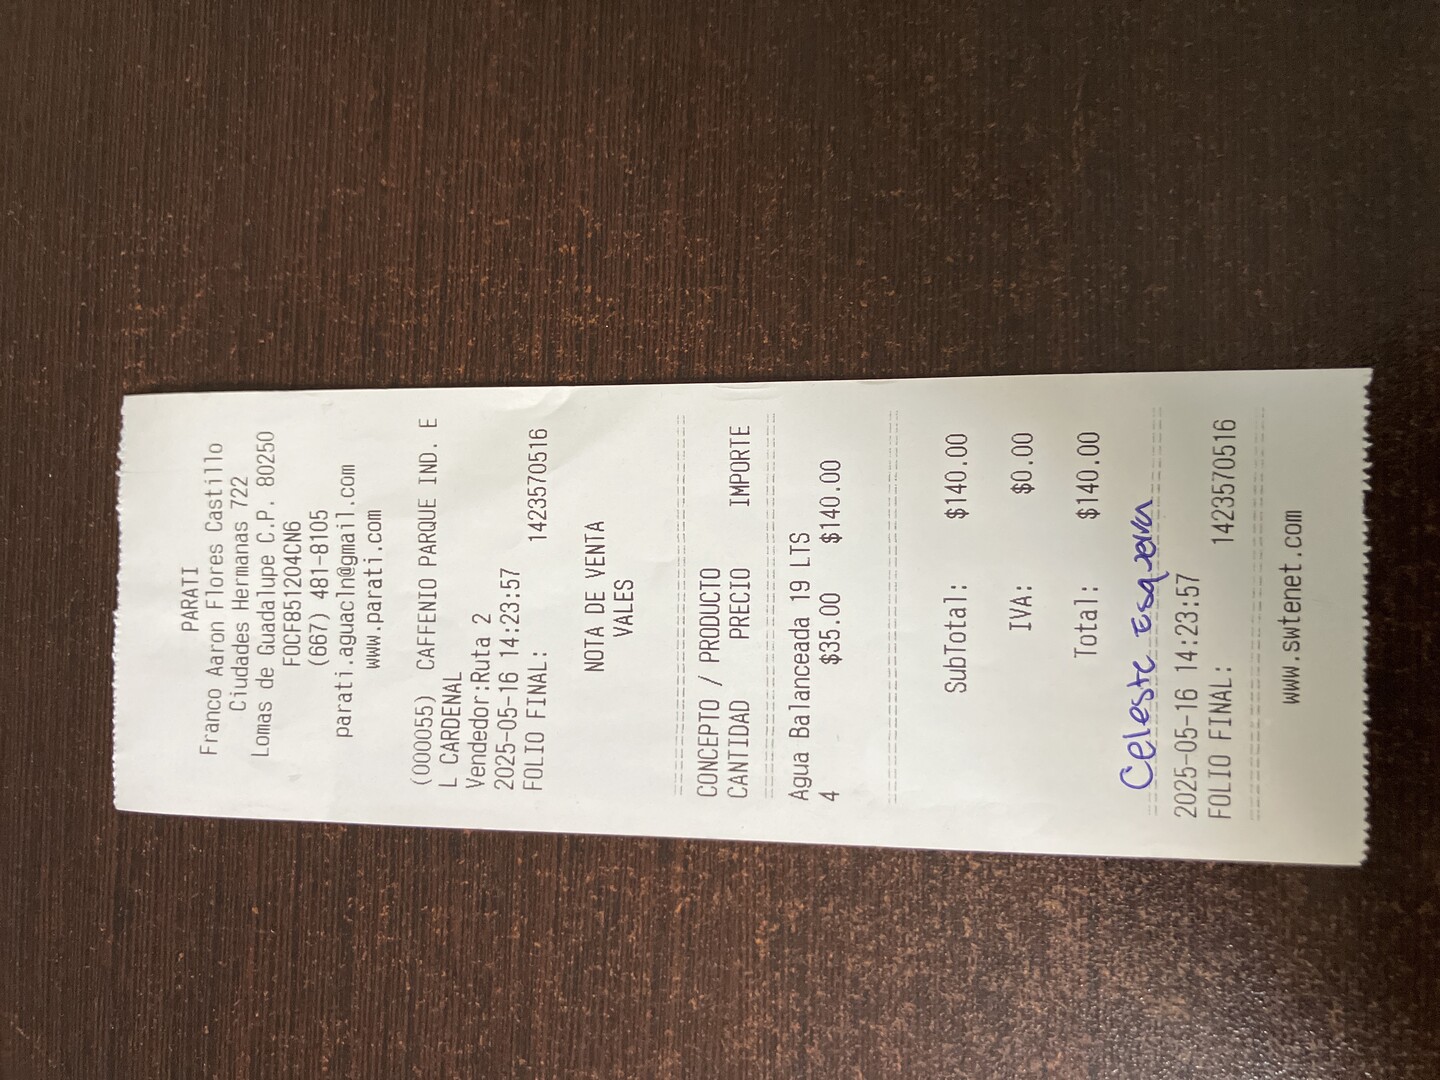 PARATI
Franco Aaron Flores Castillo
Ciudades Hermanas 722
Lomas de Guadalupe C.P. 80250
FOCF851204CN6
(667) 481-8105
parati.aguacln@gmail.com
www.parati.com
(000055) CAFFENIO PARQUE IND. E
L CARDENAL
Vendedor:Ruta 2
2025-05-16 14:23:57
FOLIO FINAL: 1423570516
NOTA DE VENTA
VALES
CONCEPTO / PRODUCTO
CANTIDAD PRECIO IMPORTE
Agua Balanceada 19 LTS
4 $35.00 $140.00
SubTotal: $140.00
IVA: $0.00
Total: $140.00
Celeste
2025-05-16 14:23:57
FOLIO FINAL: 1423570516
www.swtenet.com